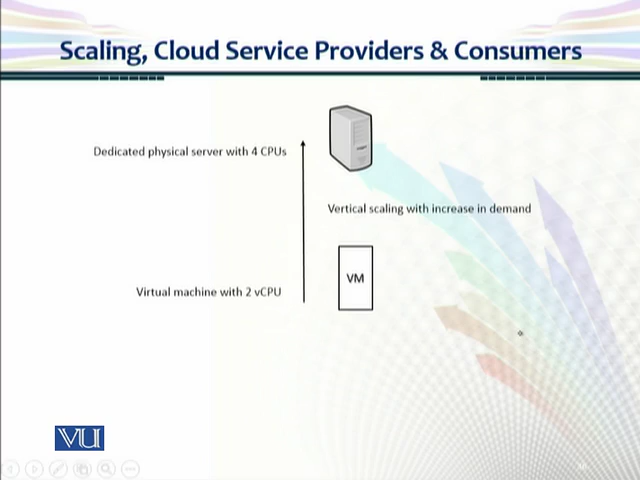 Scaling, Cloud Service Providers & Consumers
Dedicated physical server with 4 CPUs
Vertical scaling with increase in demand
VM
Virtual machine with 2 vCPU
VU